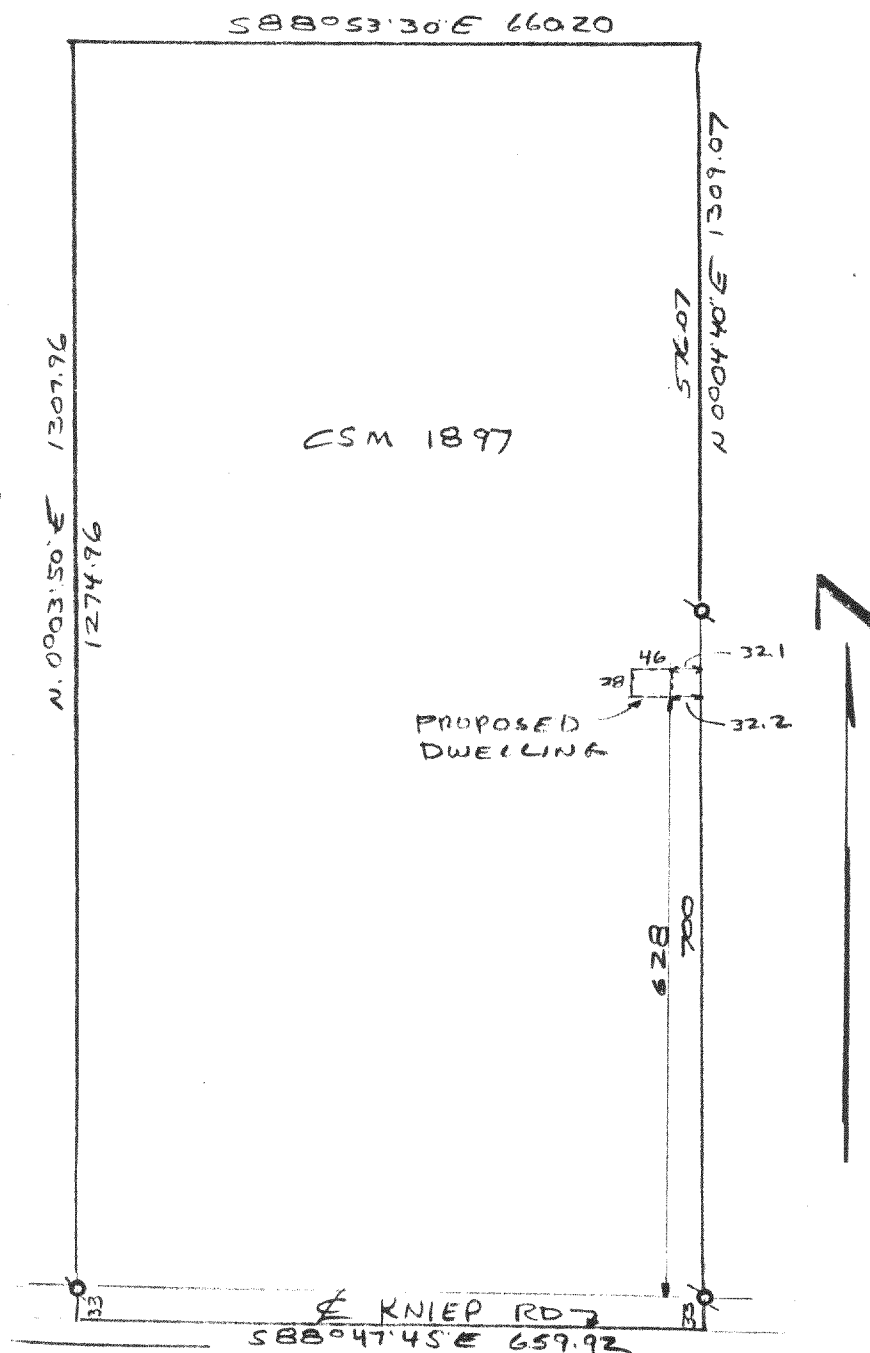 S88°53'30"E 660.20
N 0°04'40"E 1309.07
576.07
N. 0°03'50"E 1307.96
1274.96
CSM 1897
46
32.1
28
32.2
PROPOSED
DWELLING
628
700
33
℄ KNIEP RD
33
S88°47'45"E 659.92